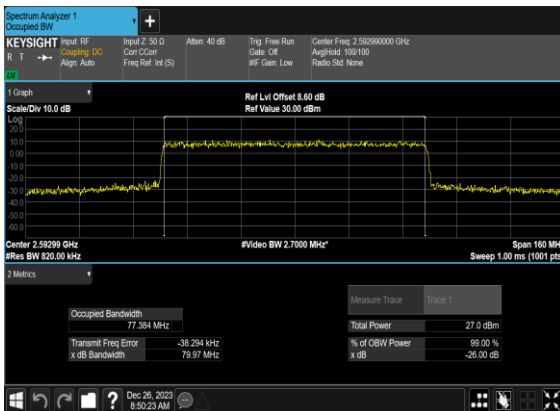 Spectrum Analyzer 1
Occupied BW
KEYSIGHT
R T
LV
Input: RF
Coupling: DC
Align: Auto
Input Z: 50 Ω
Corr CCorr
Freq Ref: Int (S)
Atten: 40 dB
Trig: Free Run
Gate: Off
#IF Gain: Low
Center Freq: 2.592990000 GHz
Avg|Hold: 100/100
Radio Std: None
1 Graph
Scale/Div 10.0 dB
Ref Lvl Offset 8.60 dB
Ref Value 30.00 dBm
Log
20.0
10.0
0.00
-10.0
-20.0
-30.0
-40.0
-50.0
-60.0
Center 2.59299 GHz
#Res BW 820.00 kHz
#Video BW 2.7000 MHz*
Span 160 MH
Sweep 1.00 ms (1001 pts
2 Metrics
Measure Trace Trace 1
Occupied Bandwidth
77.384 MHz
Total Power 27.0 dBm
Transmit Freq Error -38.294 kHz
% of OBW Power 99.00 %
x dB Bandwidth 79.97 MHz
x dB -26.00 dB
Dec 26, 2023
8:50:23 AM